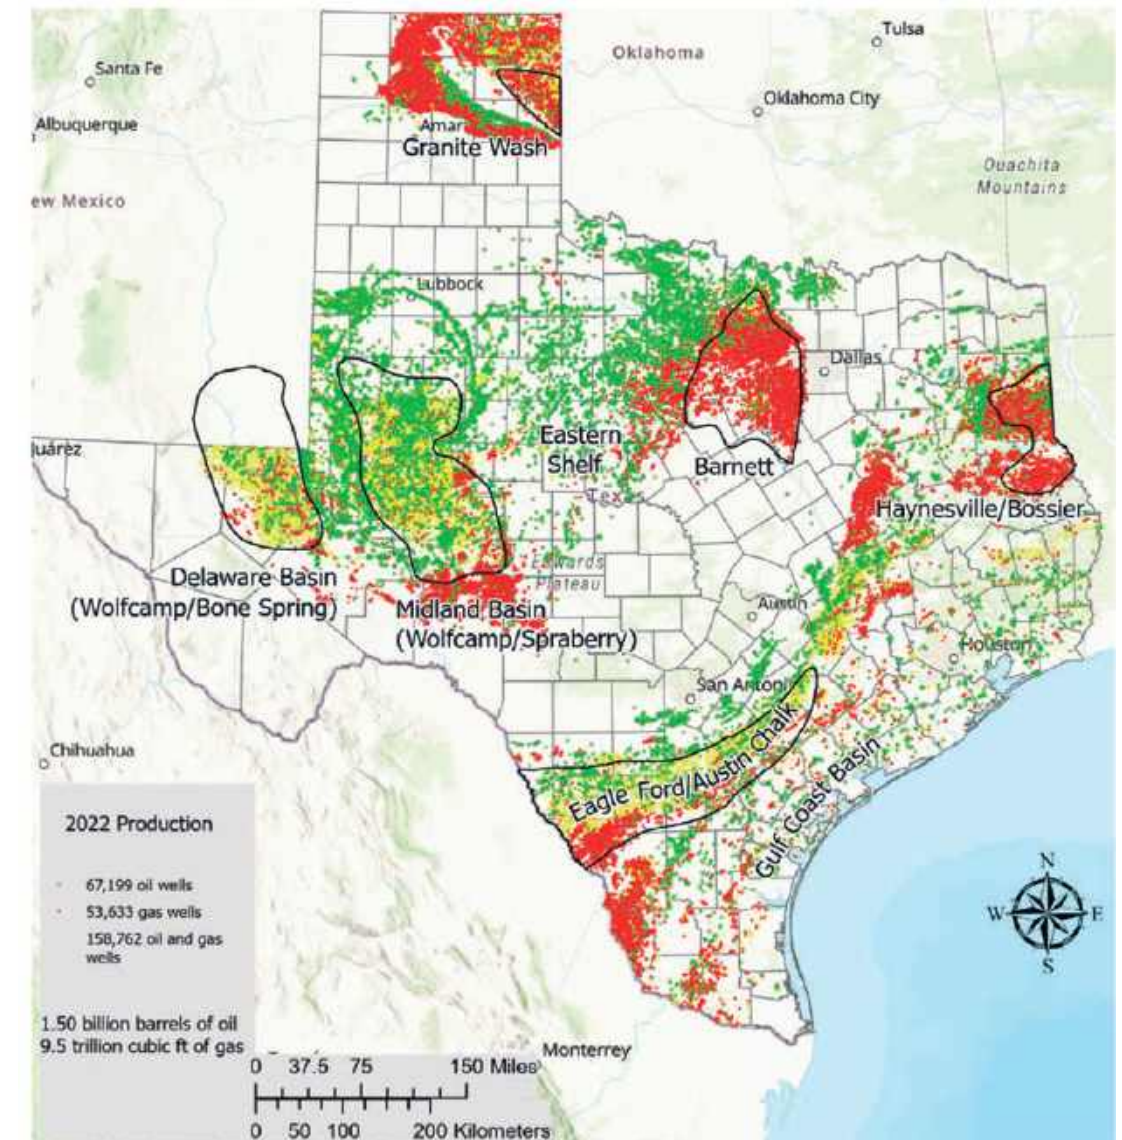 Tulsa
Oklahoma
Santa Fe
Oklahoma City
Albuquerque
Amar
Granite Wash
Ouachita
Mountains
ew Mexico
Lubbock
Dallas
uárez
Eastern
Shelf
Barnett
Tex
Haynesville/Bossier
Edwards
Plateau
Delaware Basin
(Wolfcamp/Bone Spring)
Midland Basin
(Wolfcamp/Spraberry)
Austin
Houston
San Antoni
Chihuahua
Eagle Ford/Austin Chalk
Gulf Coast Basin
2022 Production
67,199 oil wells
53,633 gas wells
158,762 oil and gas
wells
1.50 billion barrels of oil
9.5 trillion cubic ft of gas
N
W E
S
Monterrey
0 37.5 75 150 Miles
0 50 100 200 Kilometers